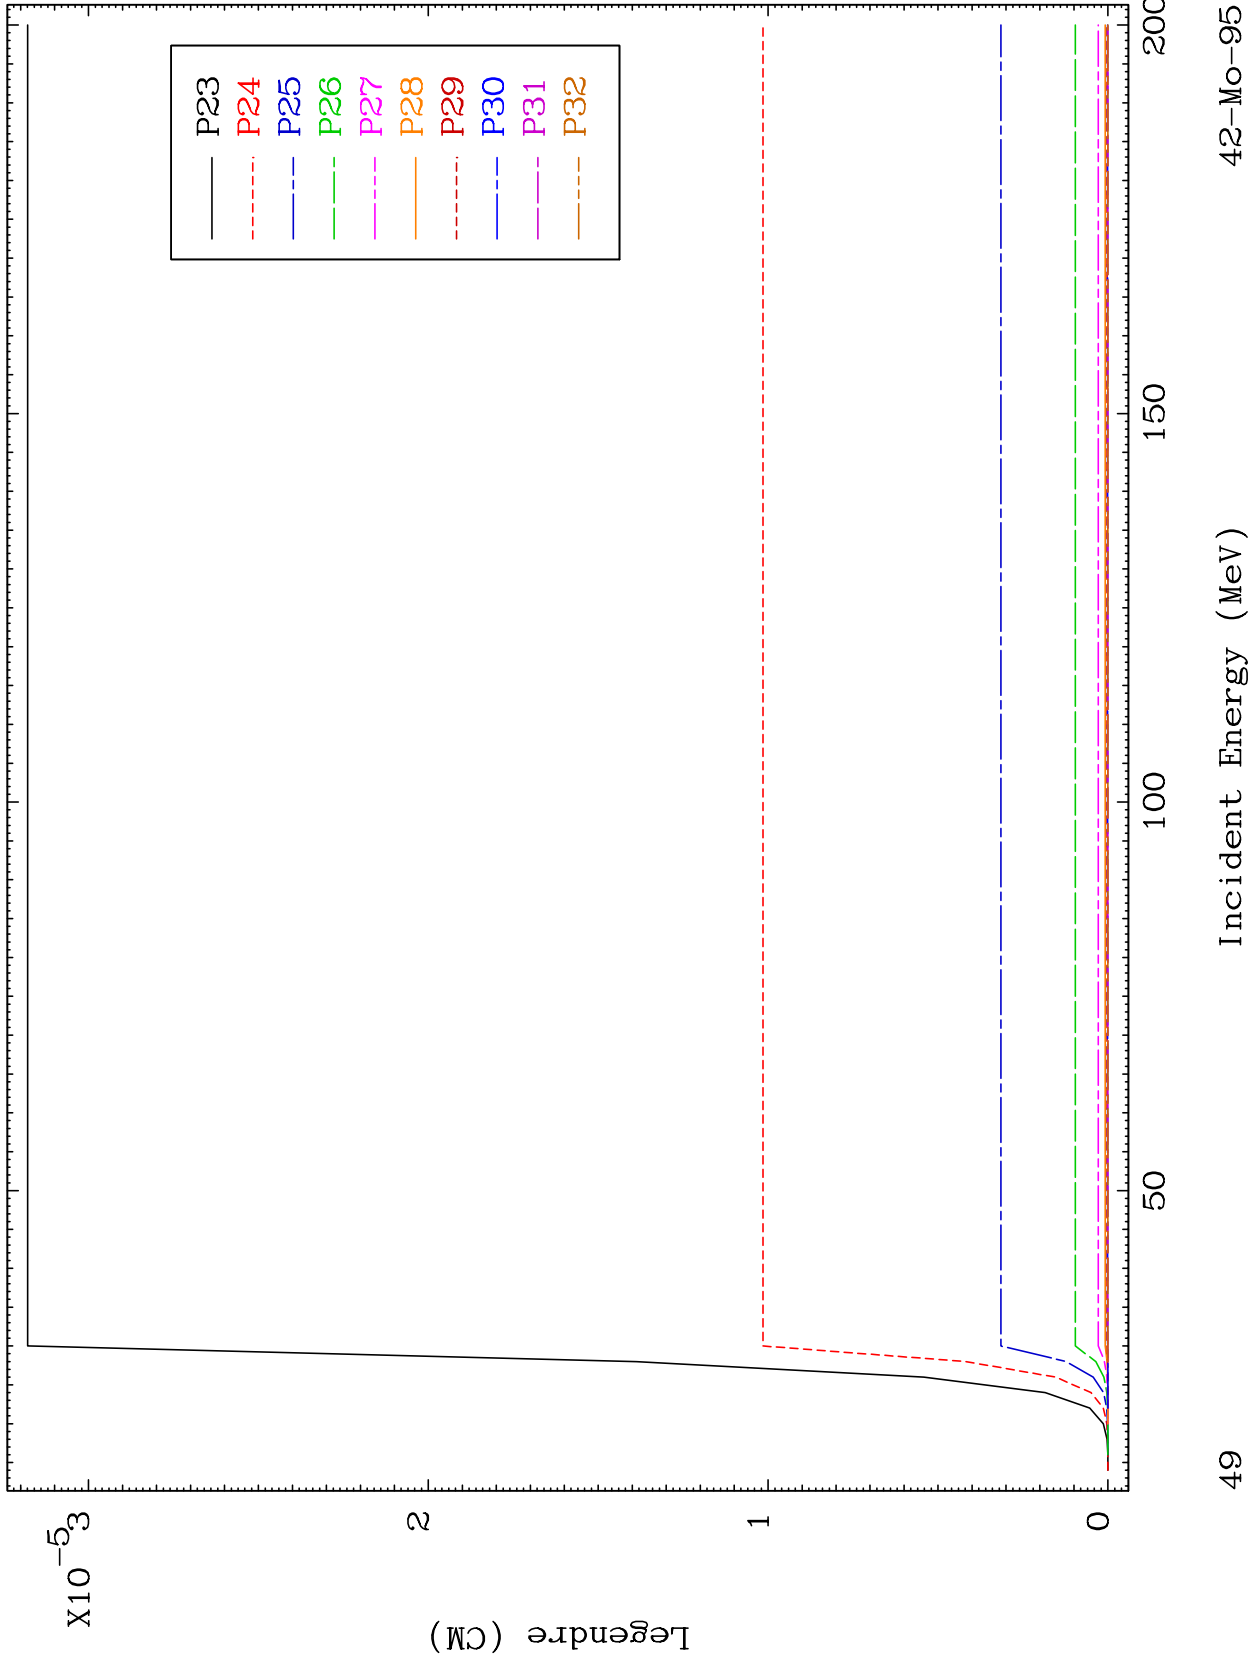 X10
-5
3
2
1
0
Legendre (CM)
P23
P24
P25
P26
P27
P28
P29
P30
P31
P32
50
100
150
200
Incident Energy (MeV)
49
42-Mo-95